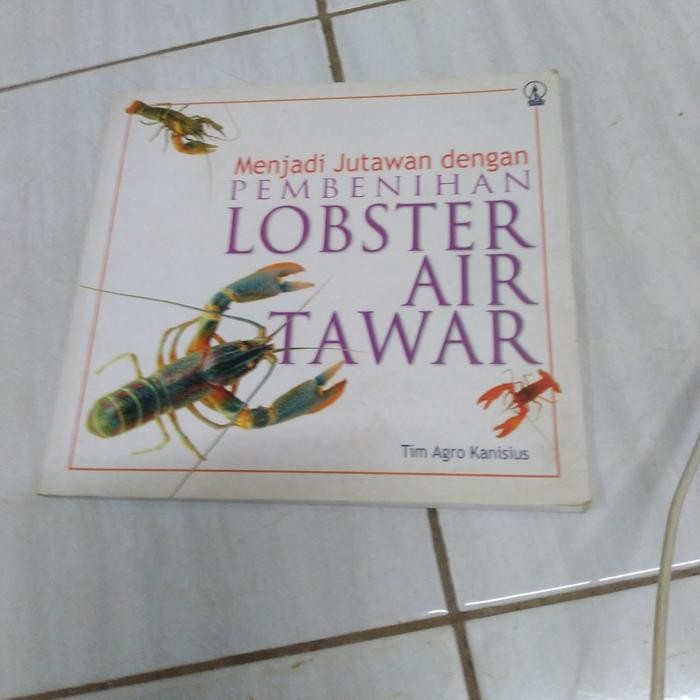 Menjadi Jutawan dengan
PEMBENIHAN
LOBSTER
AIR
TAWAR
Tim Agro Kanisius